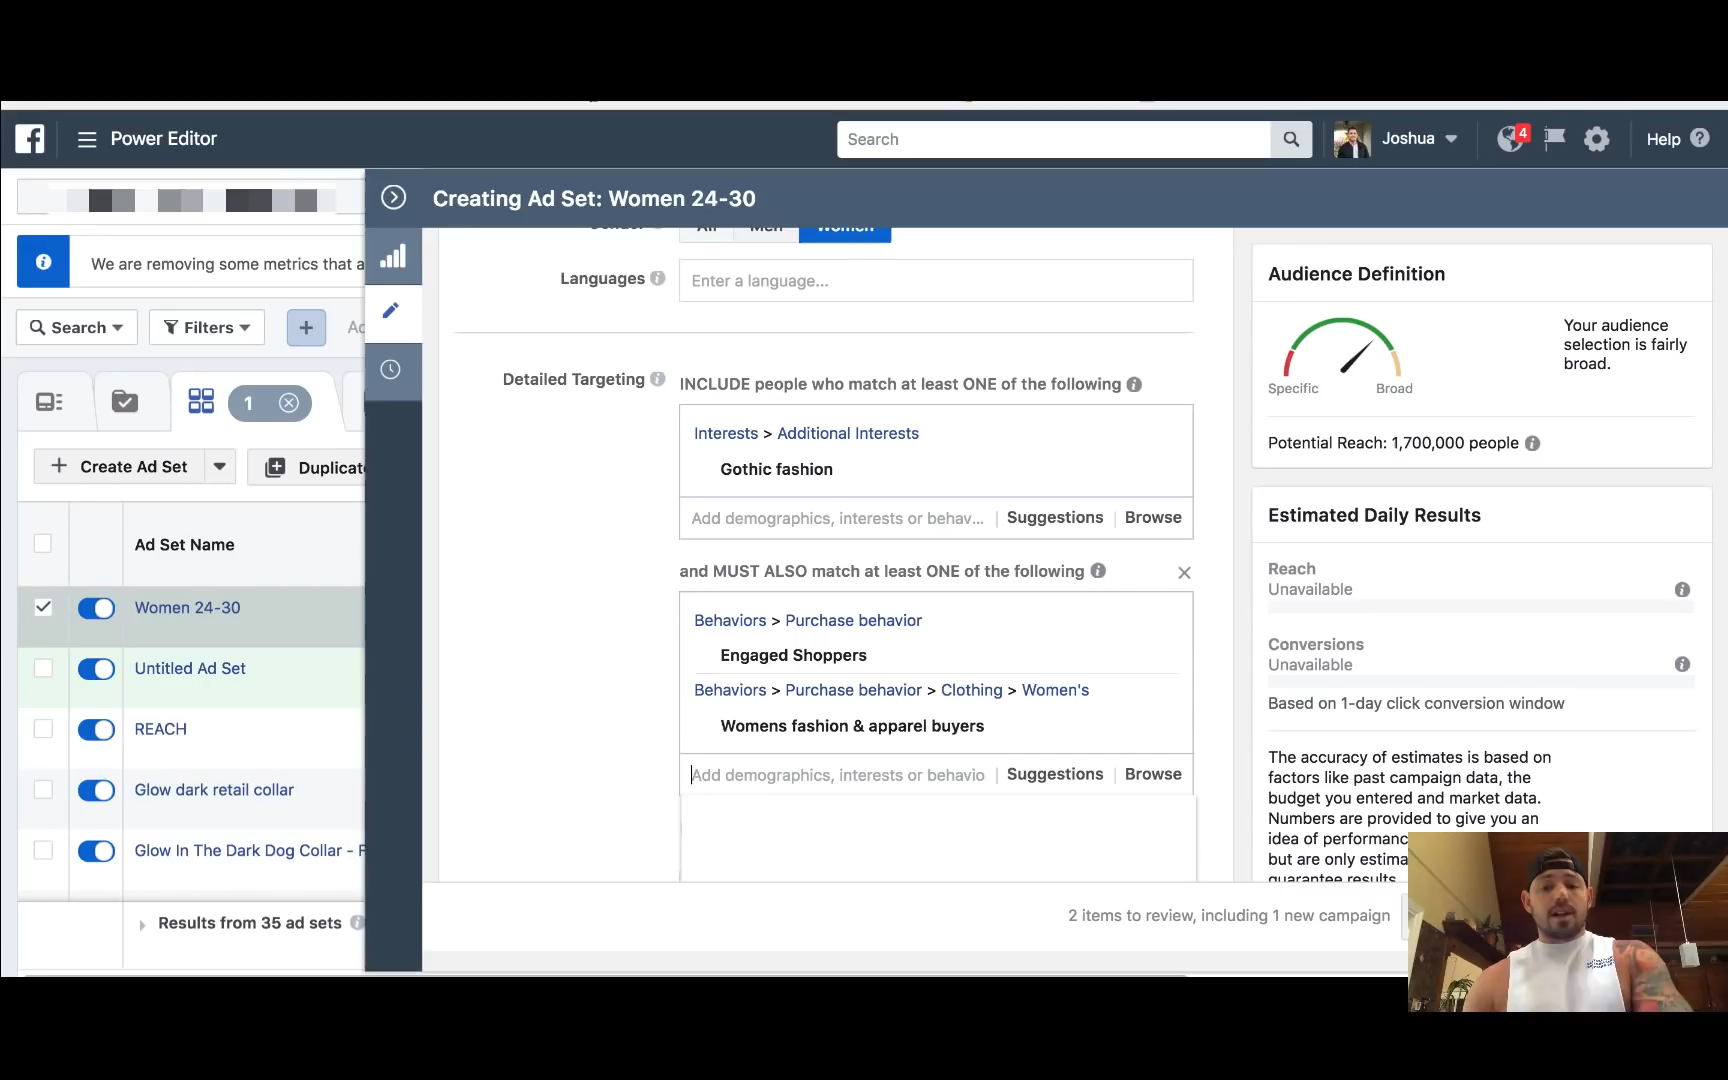 Power Editor
Search
Joshua
4
Help
Creating Ad Set: Women 24-30
We are removing some metrics that a
Search
Filters
Ad
1
Create Ad Set
Duplicate
Ad Set Name
Women 24-30
Untitled Ad Set
REACH
Glow dark retail collar
Glow In The Dark Dog Collar - F
Results from 35 ad sets
Gender
All
Men
Women
Languages
Enter a language...
Detailed Targeting
INCLUDE people who match at least ONE of the following
Interests > Additional Interests
Gothic fashion
Add demographics, interests or behav...
Suggestions
Browse
and MUST ALSO match at least ONE of the following
Behaviors > Purchase behavior
Engaged Shoppers
Behaviors > Purchase behavior > Clothing > Women's
Womens fashion & apparel buyers
Add demographics, interests or behavio
Suggestions
Browse
2 items to review, including 1 new campaign
Audience Definition
Specific
Broad
Your audience
selection is fairly
broad.
Potential Reach: 1,700,000 people
Estimated Daily Results
Reach
Unavailable
Conversions
Unavailable
Based on 1-day click conversion window
The accuracy of estimates is based on
factors like past campaign data, the
budget you entered and market data.
Numbers are provided to give you an
idea of performanc
but are only estima
guarantee results.